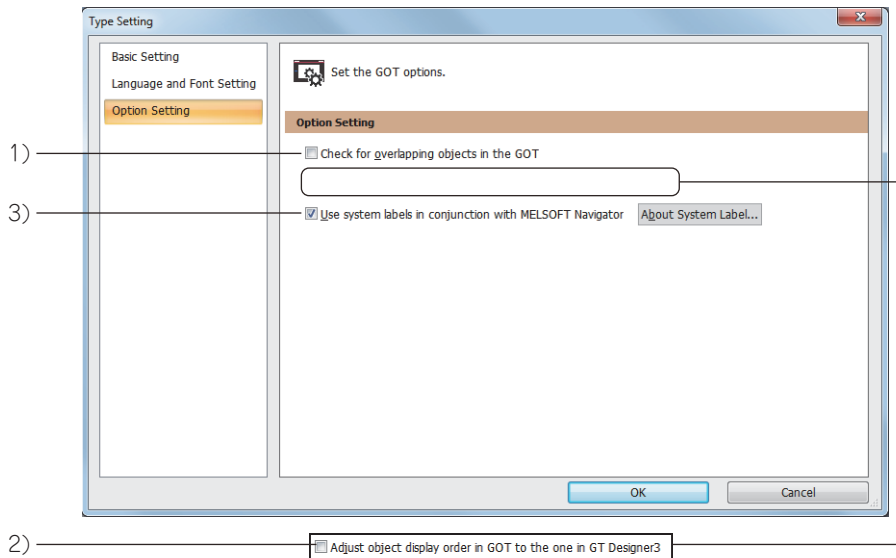 Type Setting
Basic Setting
Language and Font Setting
Option Setting
Set the GOT options.
Option Setting
1)
Check for overlapping objects in the GOT
3)
Use system labels in conjunction with MELSOFT Navigator
About System Label...
OK
Cancel
2)
Adjust object display order in GOT to the one in GT Designer3